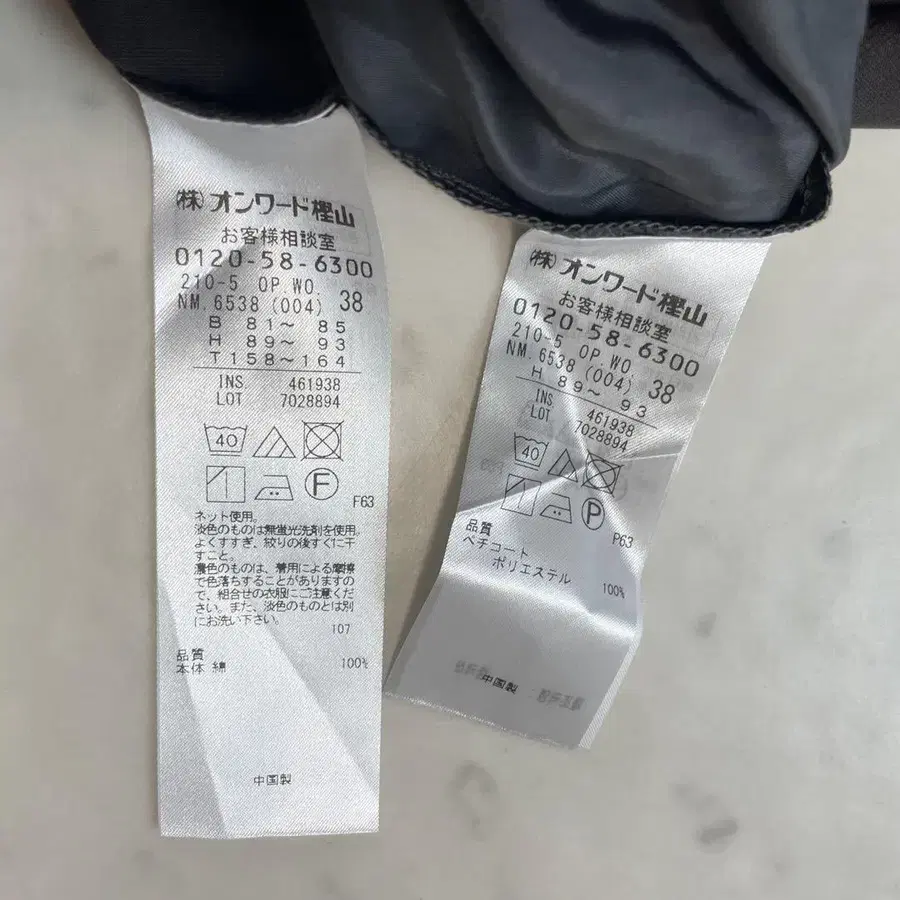 (株)オンワード樫山
お客様相談室
0120-58-6300
210-5 OP.WO.
NM.6538 (004) 38
B 81～ 85
H 89～ 93
T158～164
INS 461938
LOT 7028894
40
F
F63
ネット使用。
淡色のものは無蛍光洗剤を使用。
よくすすぎ、絞りの後すぐに干
すこと。
濃色のものは、着用による摩擦
で色落ちすることがありますの
で、組合せの衣服にご注意くだ
さい。また、淡色のものとは別
にお洗い下さい。
107
品質
本体 綿 100%
中国製
(株)オンワード樫山
お客様相談室
0120-58-6300
210-5 OP.WO.
NM.6538 (004) 38
H 89～ 93
INS 461938
LOT 7028894
40
P
P63
品質
ペチコート
ポリエステル 100%
中国製